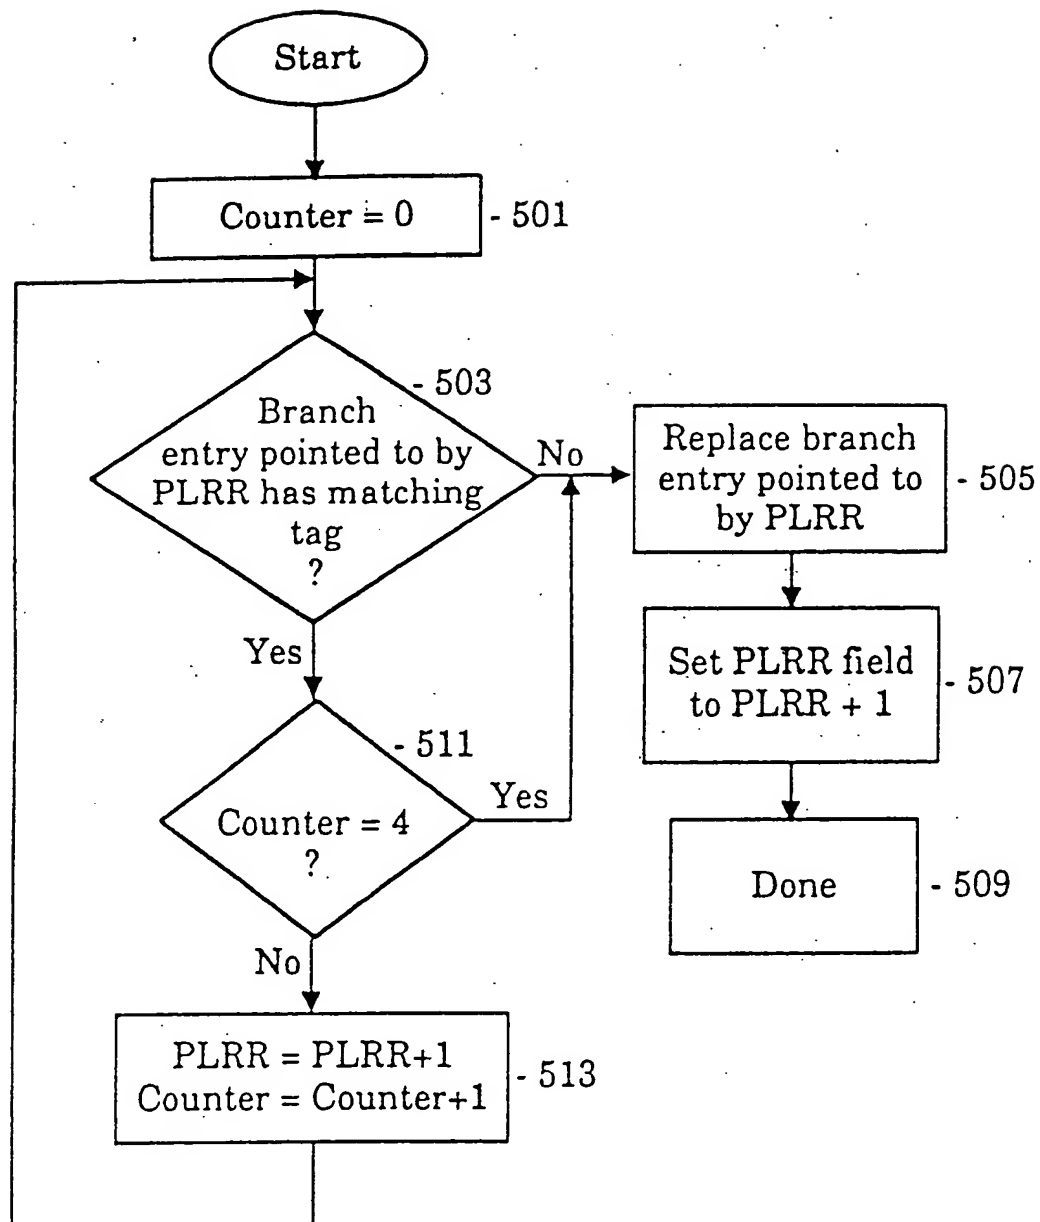 Start
Counter = 0
- 501
- 503
Branch
entry pointed to by
PLRR has matching
tag
?
No
Replace branch
entry pointed to
by PLRR
- 505
Yes
Set PLRR field
to PLRR + 1
- 507
- 511
Counter = 4
?
Yes
Done
- 509
No
PLRR = PLRR+1
Counter = Counter+1
- 513